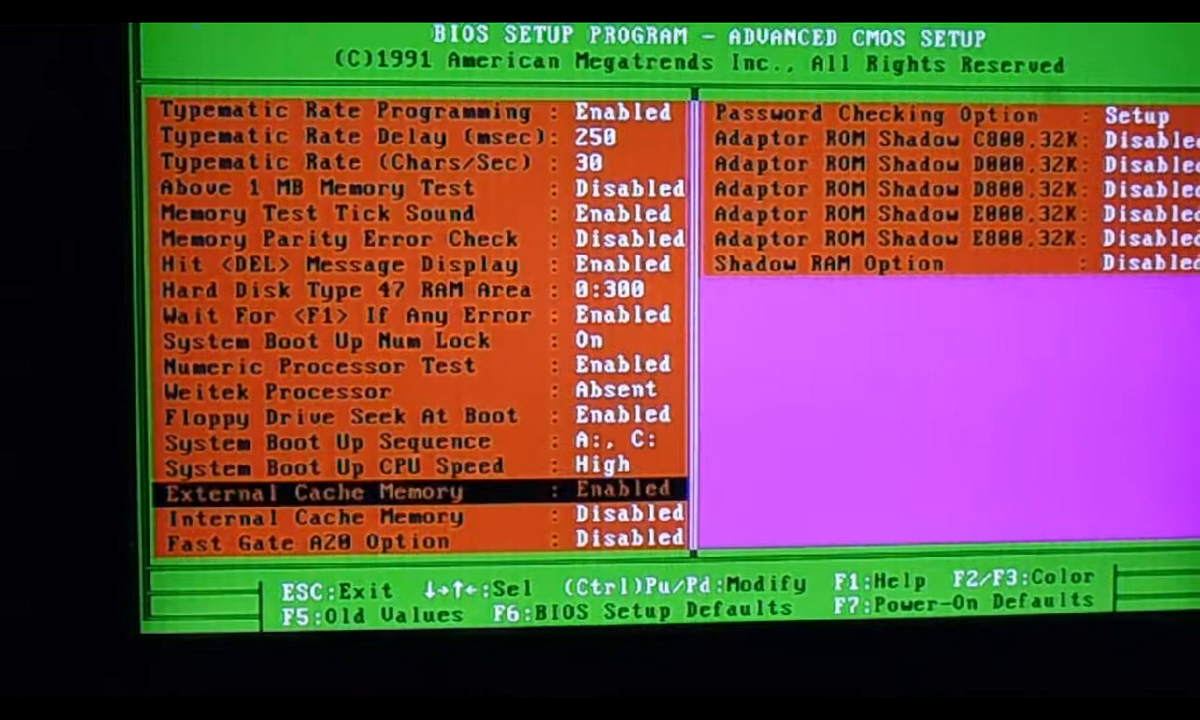 BIOS SETUP PROGRAM - ADVANCED CMOS SETUP
(C)1991 American Megatrends Inc., All Rights Reserved
Typematic Rate Programming : Enabled
Typematic Rate Delay (msec): 250
Typematic Rate (Chars/Sec) : 30
Above 1 MB Memory Test : Disabled
Memory Test Tick Sound : Enabled
Memory Parity Error Check : Disabled
Hit <DEL> Message Display : Enabled
Hard Disk Type 47 RAM Area : 0:300
Wait For <F1> If Any Error : Enabled
System Boot Up Num Lock : On
Numeric Processor Test : Enabled
Weitek Processor : Absent
Floppy Drive Seek At Boot : Enabled
System Boot Up Sequence : A:, C:
System Boot Up CPU Speed : High
External Cache Memory : Enabled
Internal Cache Memory : Disabled
Fast Gate A20 Option : Disabled
Password Checking Option : Setup
Adaptor ROM Shadow C800,32K: Disabled
Adaptor ROM Shadow D000,32K: Disabled
Adaptor ROM Shadow D800,32K: Disabled
Adaptor ROM Shadow E000,32K: Disabled
Adaptor ROM Shadow E800,32K: Disabled
Shadow RAM Option : Disabled
ESC:Exit ↓→↑←:Sel (Ctrl)Pu/Pd:Modify F1:Help F2/F3:Color
F5:Old Values F6:BIOS Setup Defaults F7:Power-On Defaults